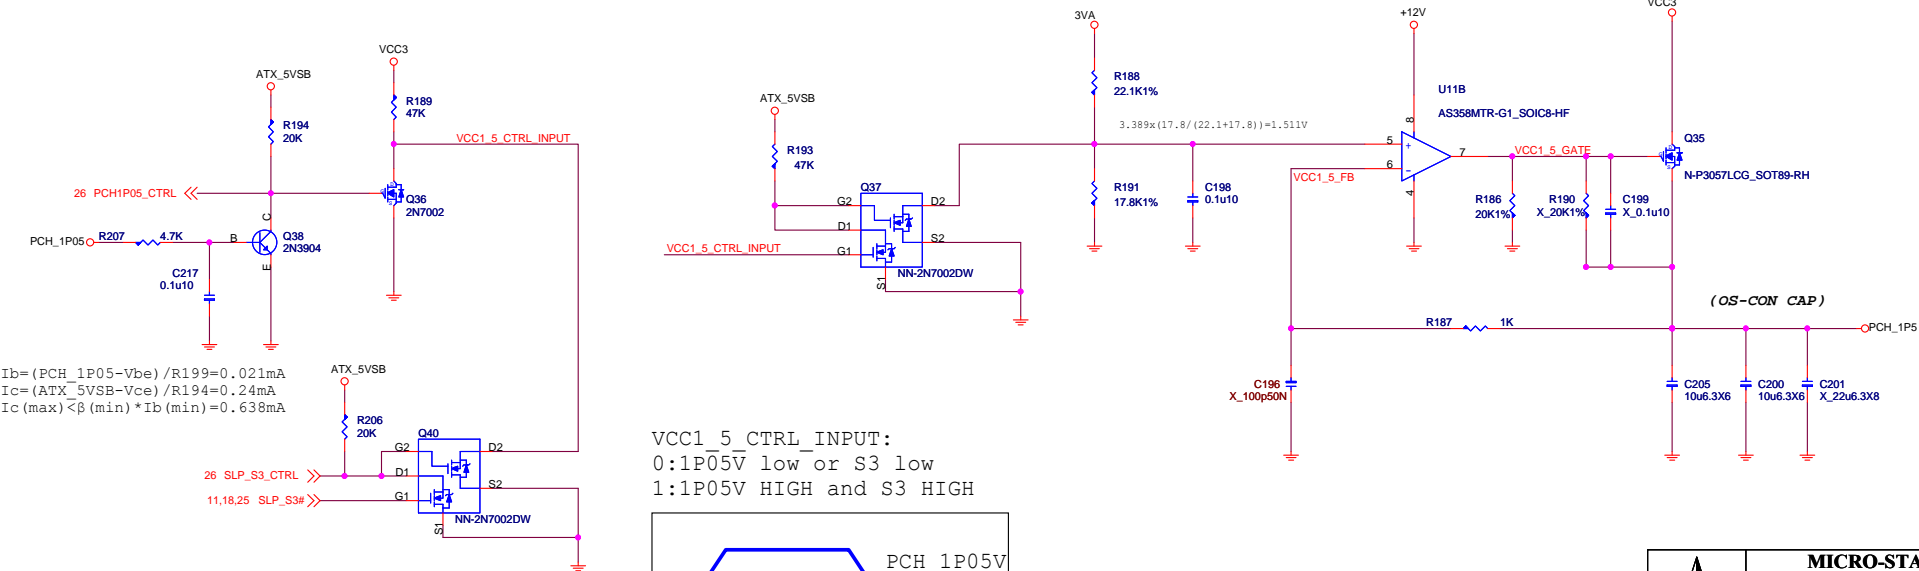 VCC3
ATX_5VSB
R189
47K
R194
20K
VCC1_5_CTRL_INPUT
26 PCH1P05_CTRL
Q36
2N7002
C
PCH_1P05
R207
4.7K
B
Q38
2N3904
E
C217
0.1u10
Ib=(PCH_1P05-Vbe)/R199=0.021mA
Ic=(ATX_5VSB-Vce)/R194=0.24mA
Ic(max)<β(min)*Ib(min)=0.638mA
ATX_5VSB
R206
20K
Q40
G2
D2
26 SLP_S3_CTRL
D1
S2
11,18,25 SLP_S3#
G1
S1
NN-2N7002DW
ATX_5VSB
R193
47K
Q37
G2
D2
D1
S2
VCC1_5_CTRL_INPUT
G1
S1
NN-2N7002DW
3VA
R188
22.1K1%
3.389x(17.8/(22.1+17.8))=1.511V
R191
17.8K1%
C198
0.1u10
+12V
U11B
AS358MTR-G1_SOIC8-HF
8
5
+
6
-
7
4
VCC1_5_FB
VCC1_5_GATE
VCC3
Q35
N-P3057LCG_SOT89-RH
R186
20K1%
R190
X_20K1%
C199
X_0.1u10
(OS-CON CAP)
R187
1K
PCH_1P5
C196
X_100p50N
C205
10u6.3X6
C200
10u6.3X6
C201
X_22u6.3X8
VCC1_5_CTRL_INPUT:
0:1P05V low or S3 low
1:1P05V HIGH and S3 HIGH
PCH 1P05V
MICRO-STA